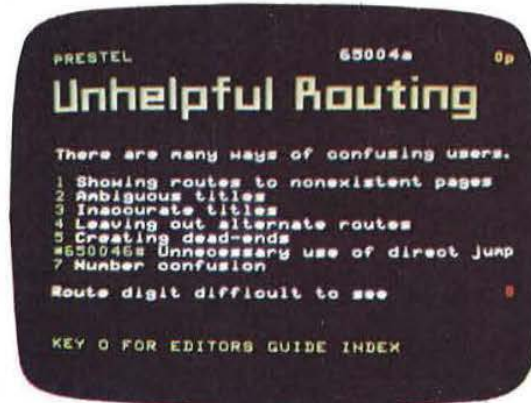 PRESTEL 65004a 0p
Unhelpful Routing
There are many ways of confusing users.
1 Showing routes to nonexistent pages
2 Ambiguous titles
3 Inaccurate titles
4 Leaving out alternate routes
5 Creating dead-ends
*650046# Unnecessary use of direct jump
7 Number confusion
Route digit difficult to see 8
KEY 0 FOR EDITORS GUIDE INDEX